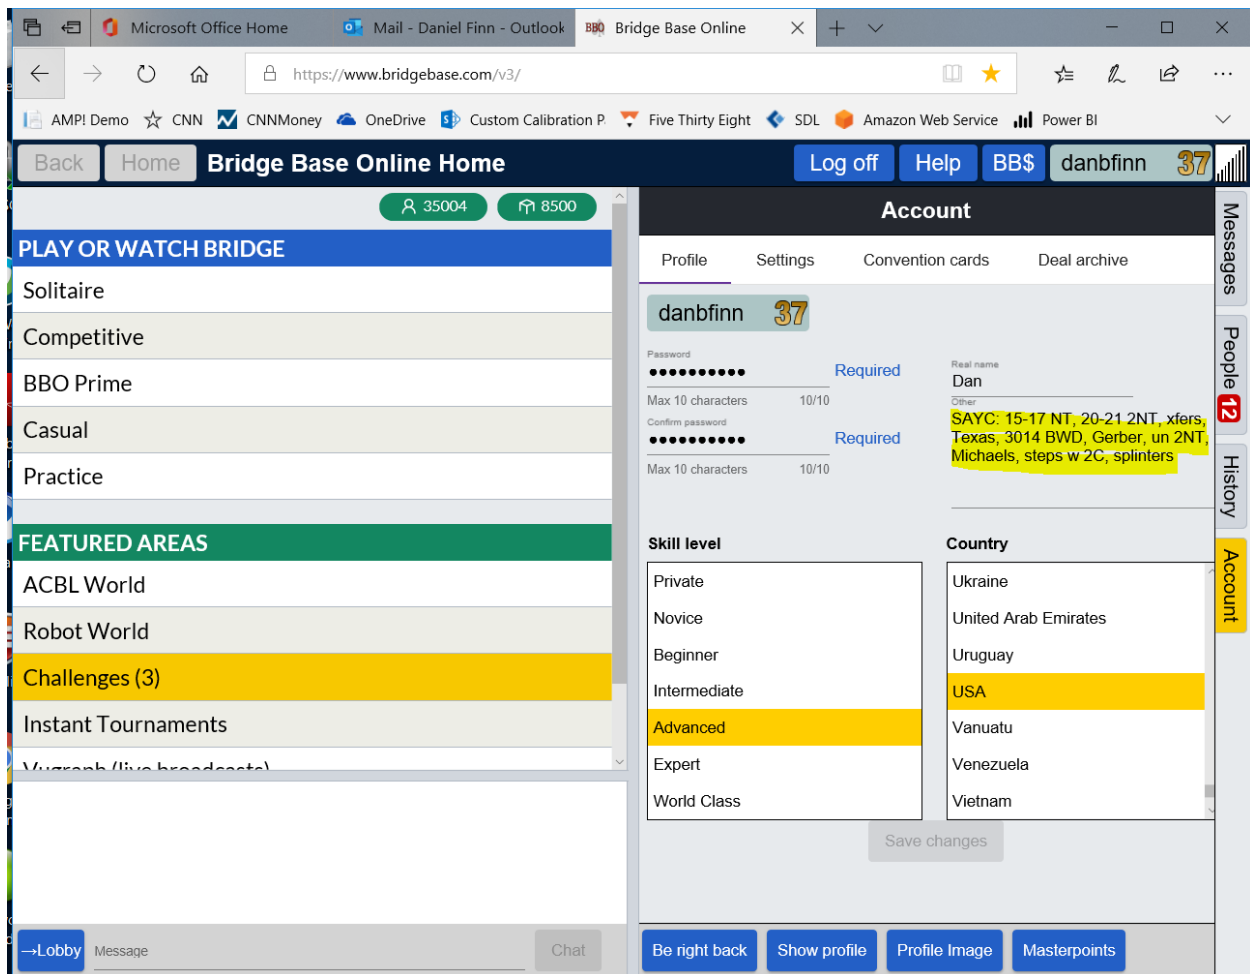 Microsoft Office Home
Mail - Daniel Finn - Outlook
BBO Bridge Base Online
https://www.bridgebase.com/v3/
AMP! Demo CNN CNNMoney OneDrive Custom Calibration P. Five Thirty Eight SDL Amazon Web Service Power BI
Back Home Bridge Base Online Home Log off Help BB$ danbfinn 37
35004 8500
PLAY OR WATCH BRIDGE
Solitaire
Competitive
BBO Prime
Casual
Practice
FEATURED AREAS
ACBL World
Robot World
Challenges (3)
Instant Tournaments
Vugraph (live broadcasts)
→Lobby Message Chat
Account
Profile Settings Convention cards Deal archive
danbfinn 37
Password
●●●●●●●●●● Required
Max 10 characters 10/10
Confirm password
●●●●●●●●●● Required
Max 10 characters 10/10
Real name
Dan
Other
SAYC: 15-17 NT, 20-21 2NT, xfers,
Texas, 3014 BWD, Gerber, un 2NT,
Michaels, steps w 2C, splinters
Skill level
Private
Novice
Beginner
Intermediate
Advanced
Expert
World Class
Country
Ukraine
United Arab Emirates
Uruguay
USA
Vanuatu
Venezuela
Vietnam
Save changes
Be right back Show profile Profile Image Masterpoints
Messages
People 12
History
Account